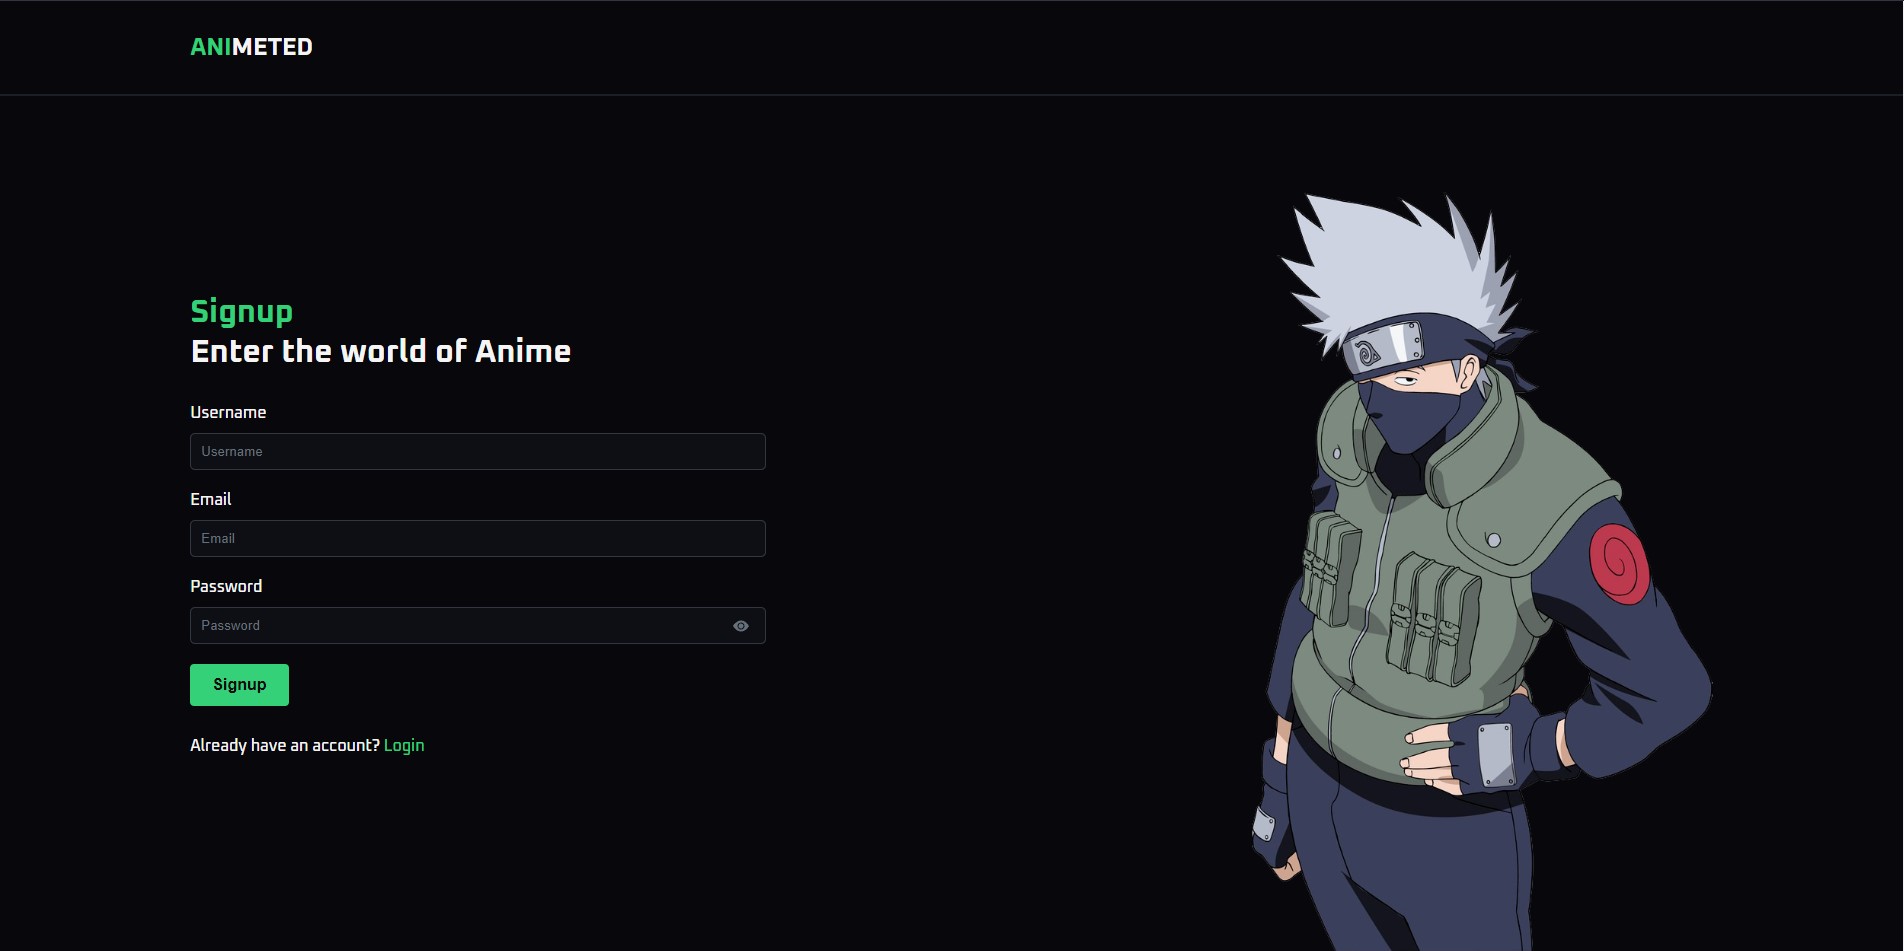 ANIMETED
Signup
Enter the world of Anime
Username
Username
Email
Email
Password
Password
Signup
Already have an account? Login